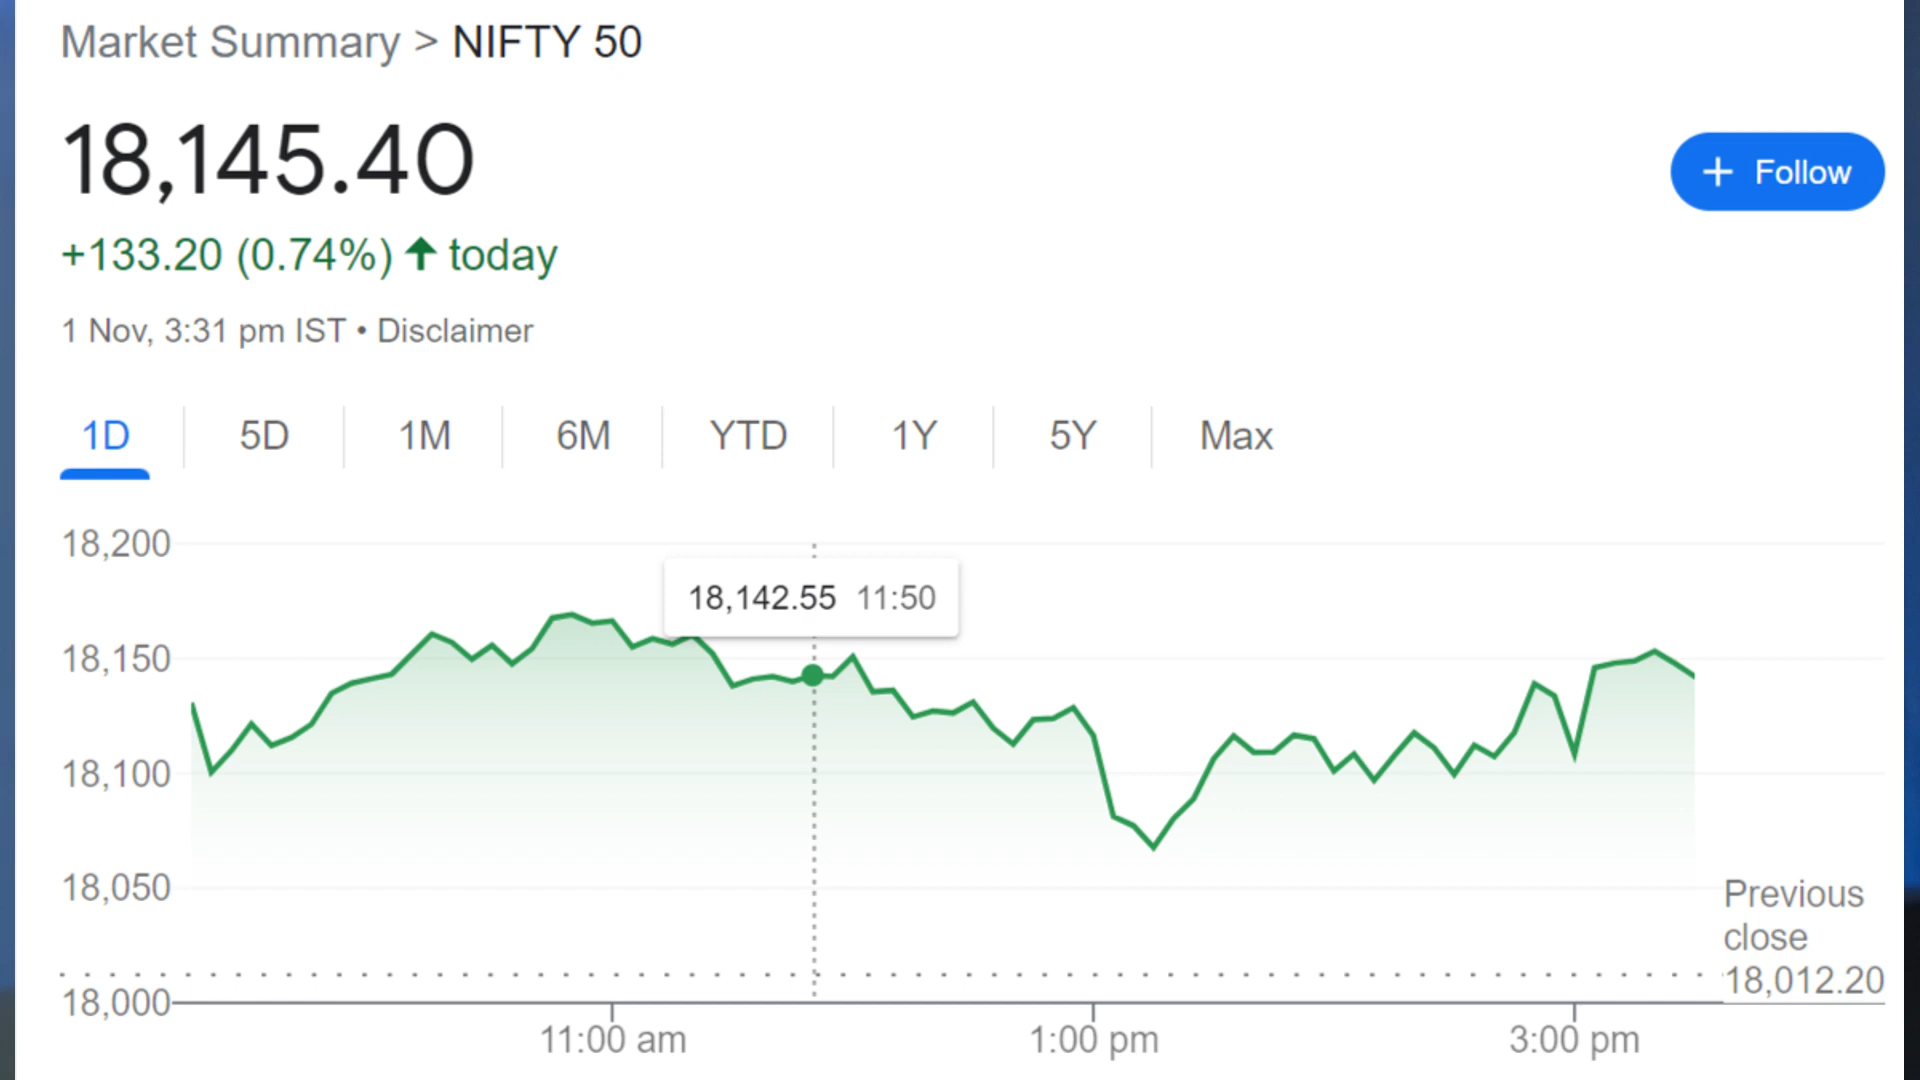 Market Summary > NIFTY 50
18,145.40
+ Follow
+133.20 (0.74%) ↑ today
1 Nov, 3:31 pm IST • Disclaimer
1D 5D 1M 6M YTD 1Y 5Y Max
18,200
18,142.55 11:50
18,150
18,100
18,050
Previous
close
18,012.20
18,000
11:00 am 1:00 pm 3:00 pm